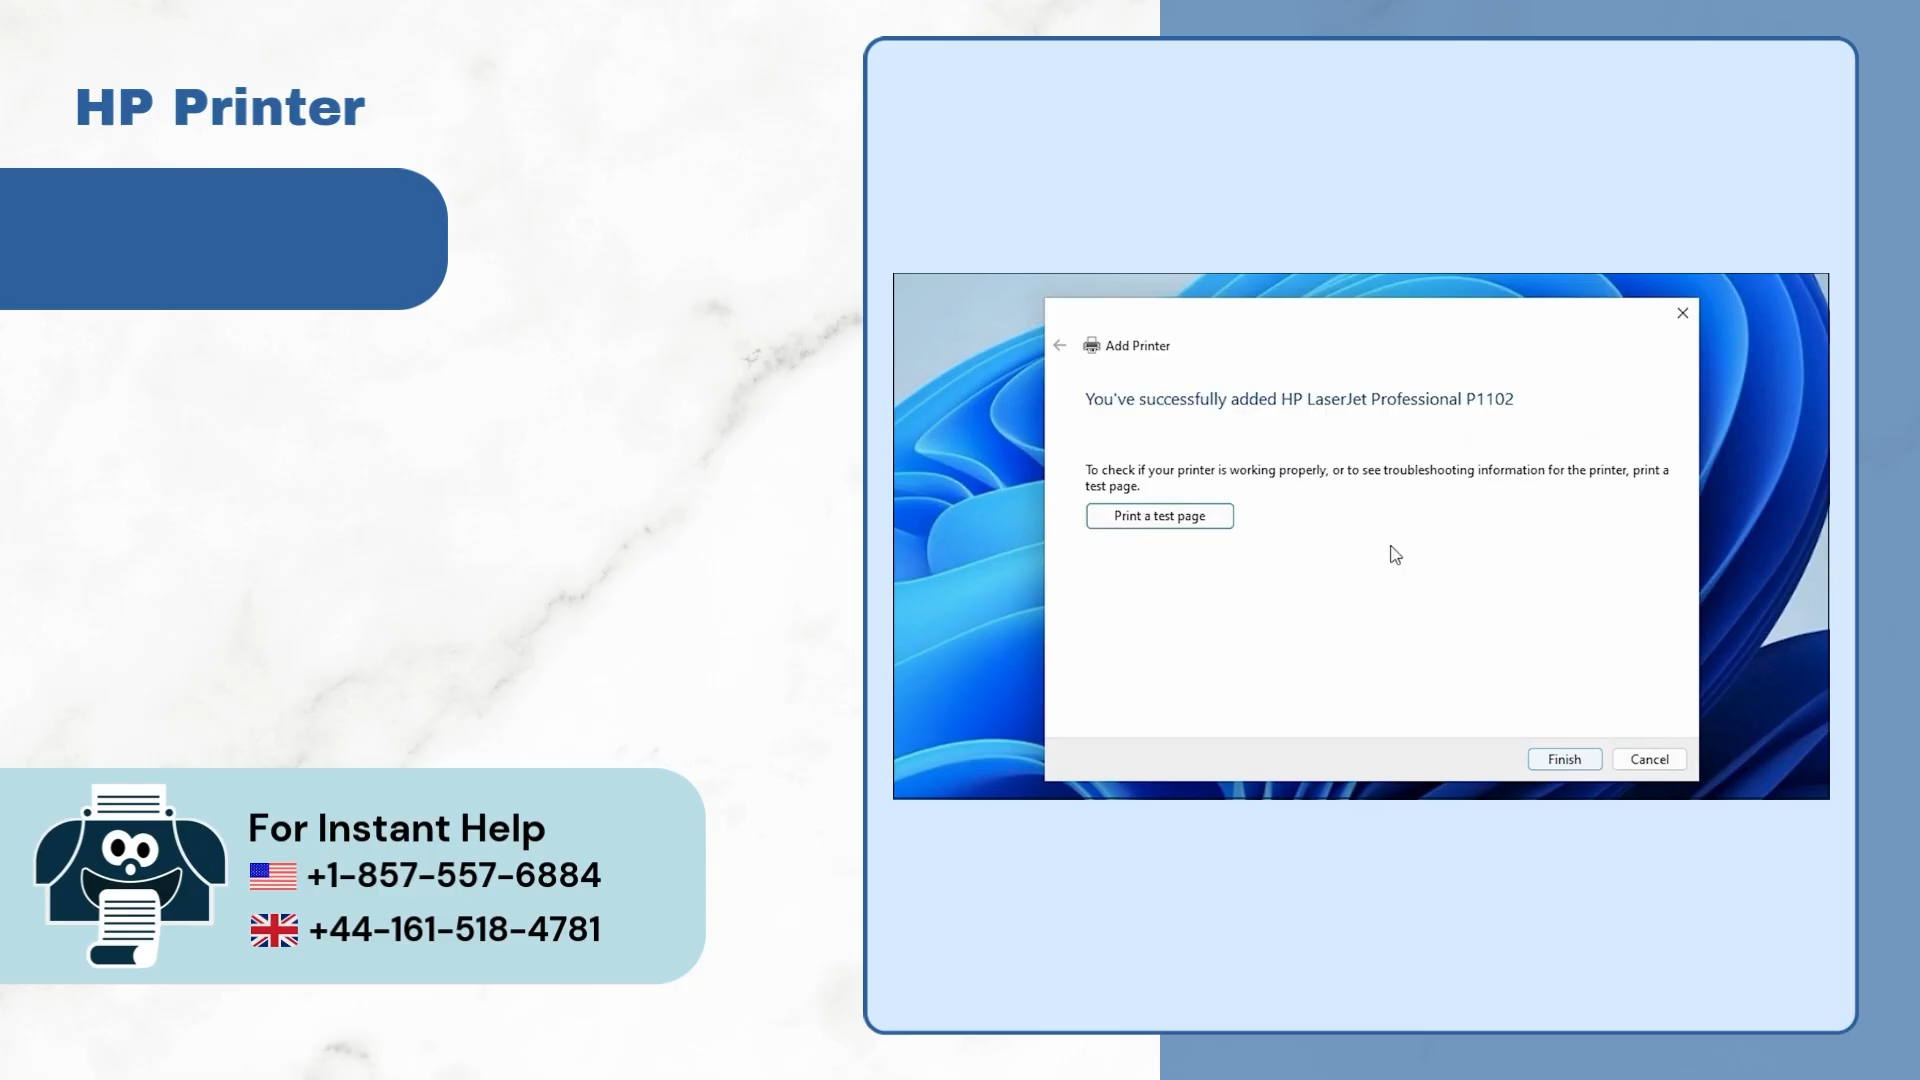 HP Printer
Add Printer
You've successfully added HP LaserJet Professional P1102
To check if your printer is working properly, or to see troubleshooting information for the printer, print a
test page.
Print a test page
Finish
Cancel
For Instant Help
+1-857-557-6884
+44-161-518-4781